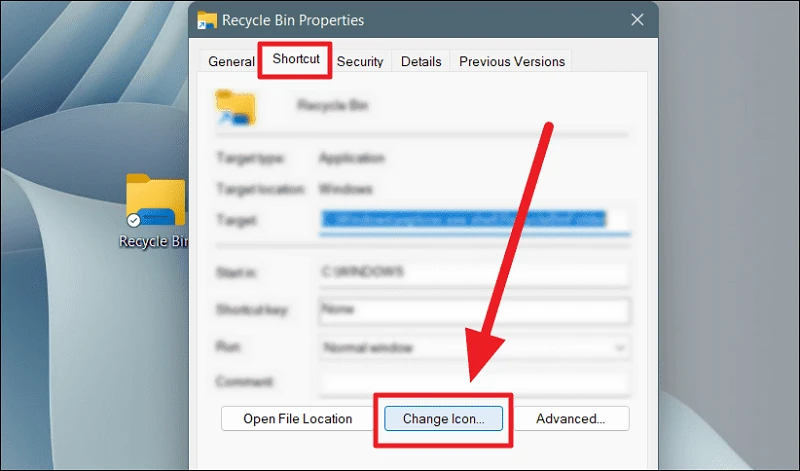 Recycle Bin Properties
General Shortcut Security Details Previous Versions
Recycle Bin
Target type: Application
Target location: Windows
Recycle Bin
Target:
Start in: C:\WINDOWS
Shortcut key: None
Run: Normal window
Comment:
Open File Location Change Icon... Advanced...